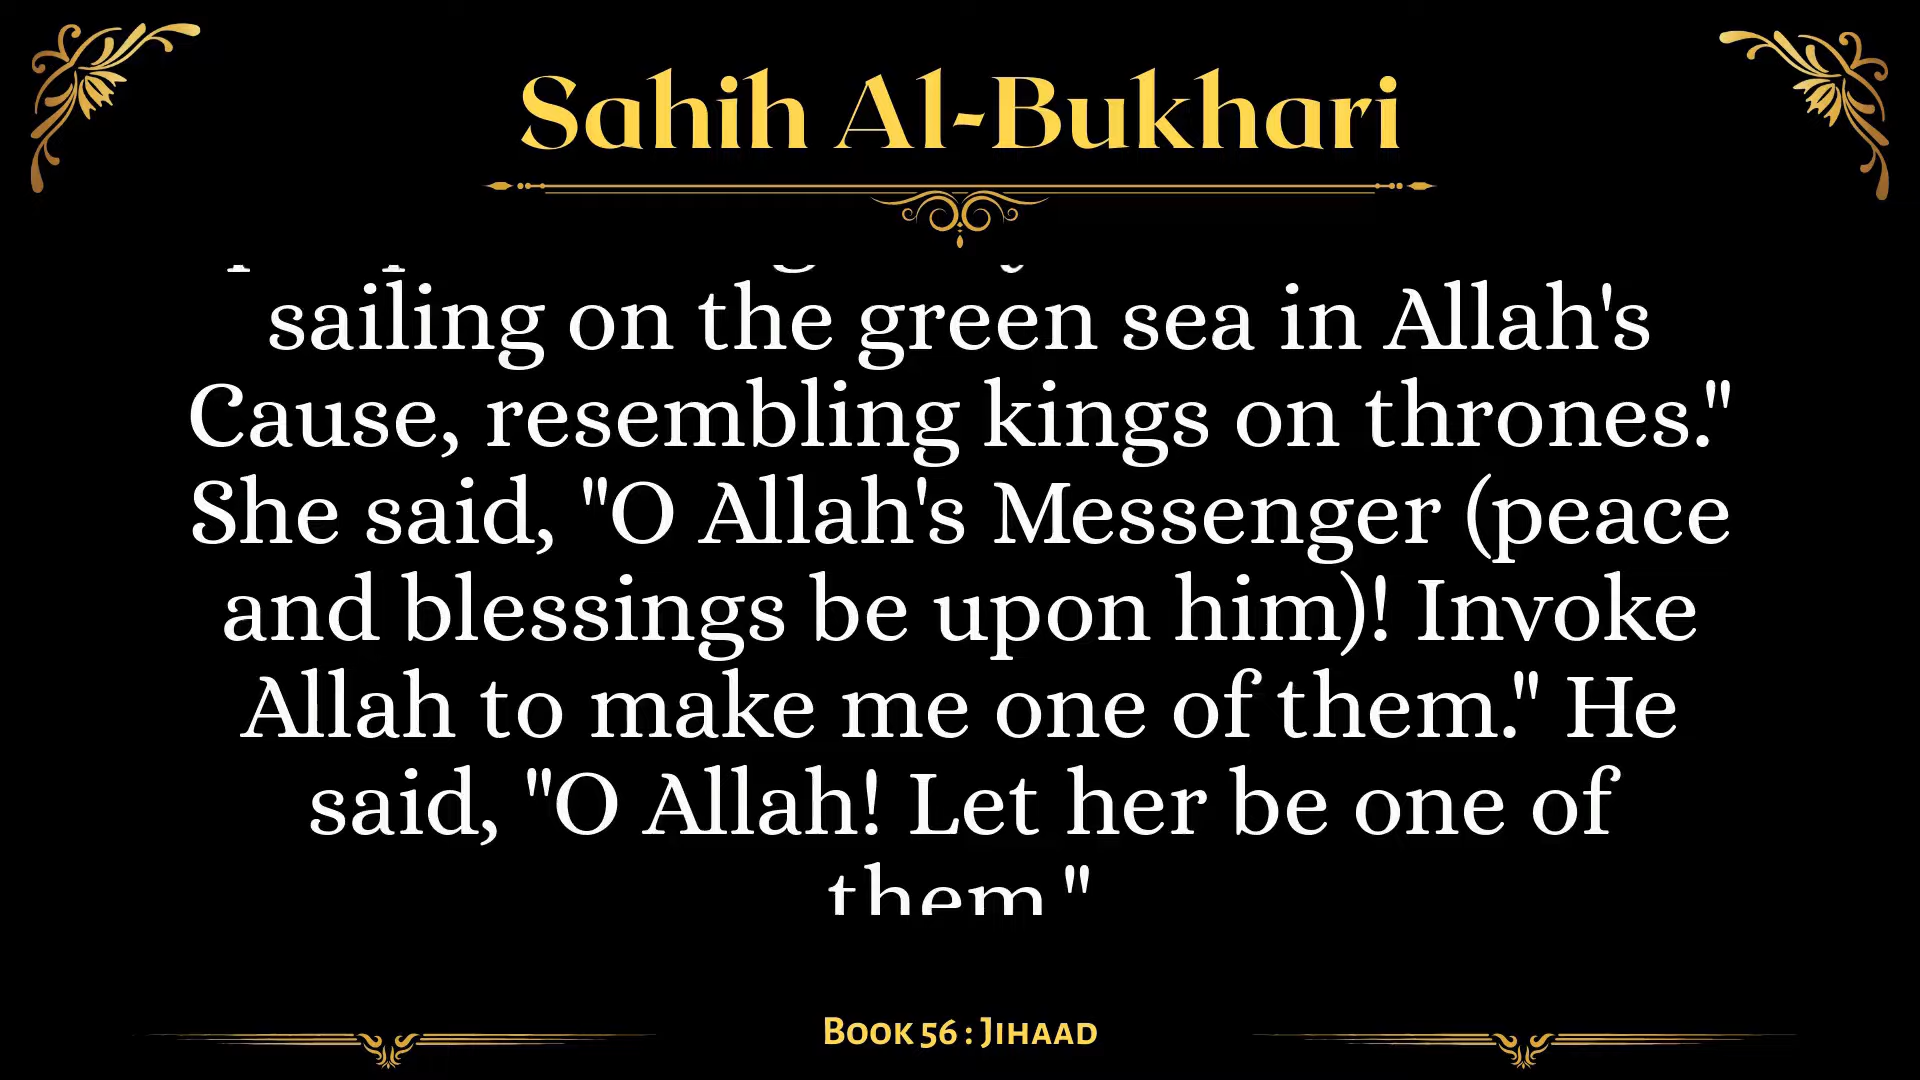 Sahih Al-Bukhari
sailing on the green sea in Allah's
Cause, resembling kings on thrones."
She said, "O Allah's Messenger (peace
and blessings be upon him)! Invoke
Allah to make me one of them." He
said, "O Allah! Let her be one of
them."
Book 56 : Jihaad